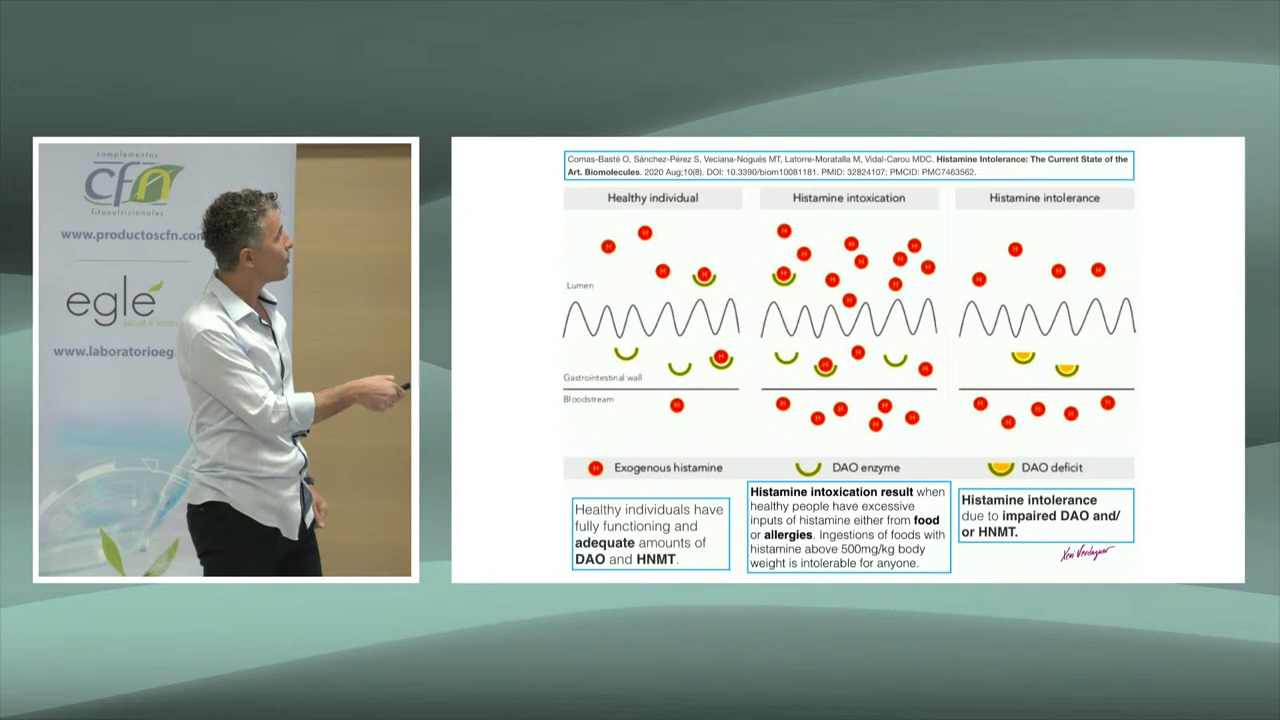 complementos
cfn
fitonutricionales
www.productoscfn.com
eglé
salud e innov
www.laboratorioeg
Comas-Basté O, Sánchez-Pérez S, Veciana-Nogués MT, Latorre-Moratalla M, Vidal-Carou MDC. Histamine Intolerance: The Current State of the
Art. Biomolecules. 2020 Aug;10(8). DOI: 10.3390/biom10081181. PMID: 32824107; PMCID: PMC7463562.
Healthy individual
Histamine intoxication
Histamine intolerance
H H H H
H H H H H H H H H H
H H H H
Lumen
H
H H H
Gastrointestinal wall
Bloodstream
H
H H H H H H
H H H H H
H Exogenous histamine
DAO enzyme
DAO deficit
Healthy individuals have
fully functioning and
adequate amounts of
DAO and HNMT.
Histamine intoxication result when
healthy people have excessive
inputs of histamine either from food
or allergies. Ingestions of foods with
histamine above 500mg/kg body
weight is intolerable for anyone.
Histamine intolerance
due to impaired DAO and/
or HNMT.
Xevi Verdaguer